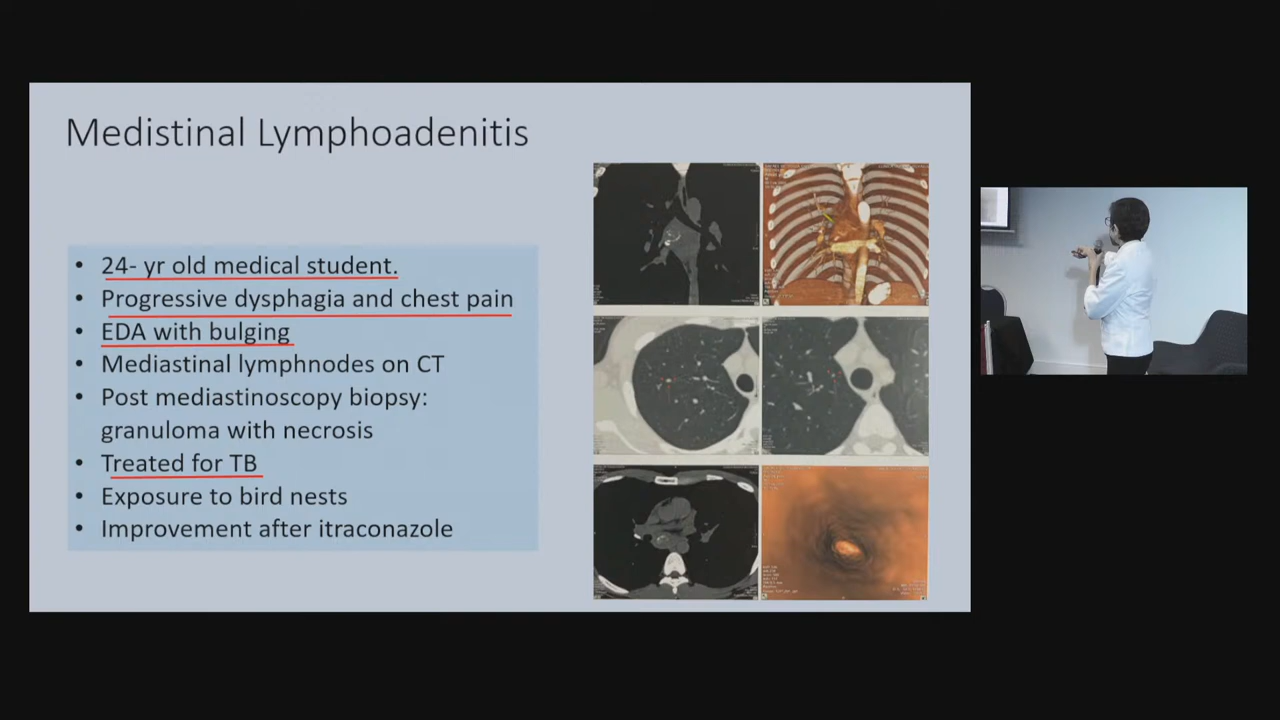 Medistinal Lymphoadenitis
• 24- yr old medical student.
• Progressive dysphagia and chest pain
• EDA with bulging
• Mediastinal lymphnodes on CT
• Post mediastinoscopy biopsy:
granuloma with necrosis
• Treated for TB
• Exposure to bird nests
• Improvement after itraconazole